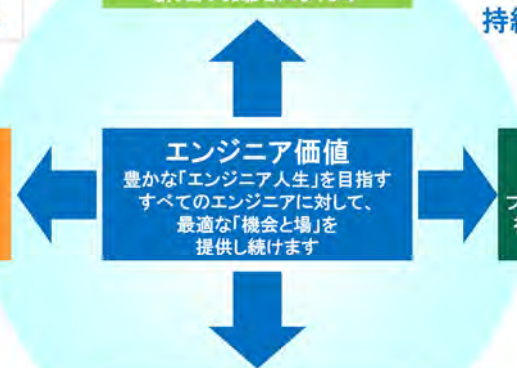 持続
エンジニア価値
豊かな「エンジニア人生」を目指す
すべてのエンジニアに対して、
最適な「機会と場」を
提供し続けます